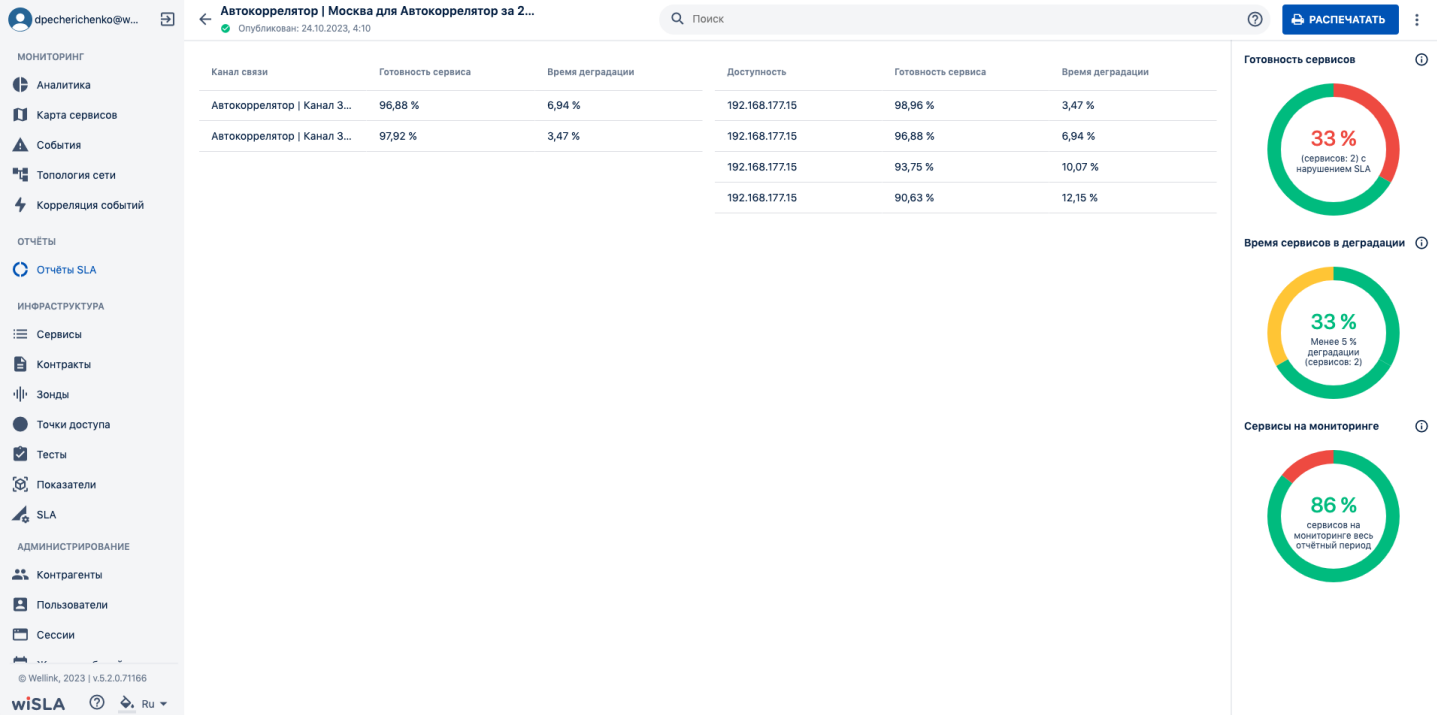 dpecherichenko@w...
МОНИТОРИНГ
Аналитика
Карта сервисов
События
Топология сети
Корреляция событий
ОТЧЁТЫ
Отчёты SLA
ИНФРАСТРУКТУРА
Сервисы
Контракты
Зонды
Точки доступа
Тесты
Показатели
SLA
АДМИНИСТРИРОВАНИЕ
Контрагенты
Пользователи
Сессии
© Wellink, 2023 | v.5.2.0.71166
wiSLA Ru
Автокоррелятор | Москва для Автокоррелятор за 2...
Опубликован: 24.10.2023, 4:10
Поиск
РАСПЕЧАТАТЬ
Канал связи Готовность сервиса Время деградации
Автокоррелятор | Канал 3... 96,88 % 6,94 %
Автокоррелятор | Канал 3... 97,92 % 3,47 %
Доступность Готовность сервиса Время деградации
192.168.177.15 98,96 % 3,47 %
192.168.177.15 96,88 % 6,94 %
192.168.177.15 93,75 % 10,07 %
192.168.177.15 90,63 % 12,15 %
Готовность сервисов
33 %
(сервисов: 2) с
нарушением SLA
Время сервисов в деградации
33 %
Менее 5 %
деградации
(сервисов: 2)
Сервисы на мониторинге
86 %
сервисов на
мониторинге весь
отчётный период